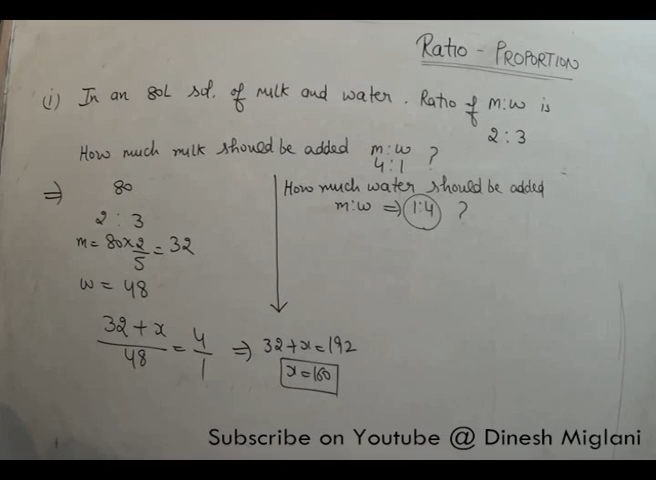 Ratio - PROPORTION
(i) In an 80L sol. of milk and water. Ratio of m:w is
2:3
How much milk should be added m:w ?
4:1
⇒ 80
2 : 3
m = 80 x 2/5 = 32
w = 48
(32 + x)/48 = 4/1 ⇒ 32 + x = 192
x = 160
How much water should be added
m:w ⇒ 1:4 ?
Subscribe on Youtube @ Dinesh Miglani